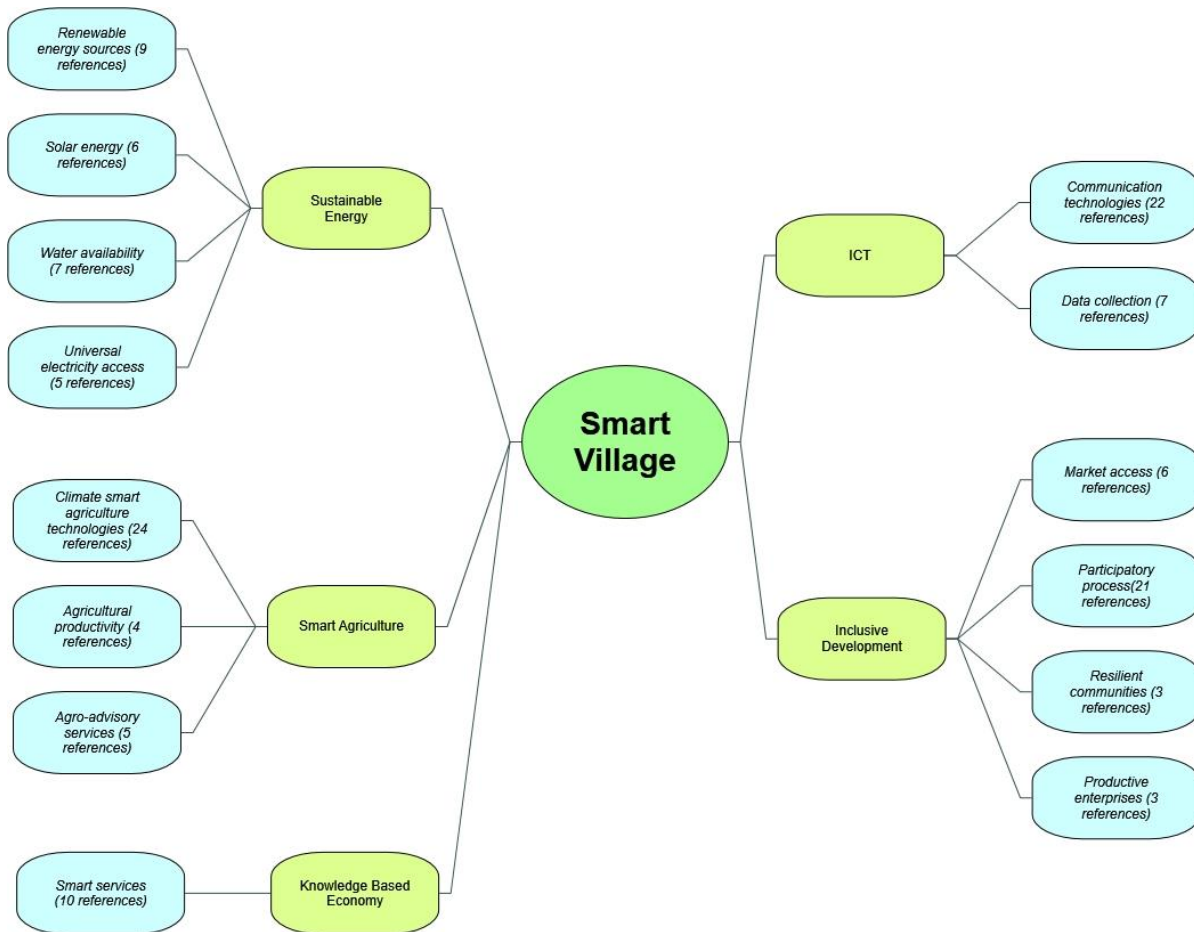 Renewable
energy sources (9
references)
Solar energy (6
references)
Water availability
(7 references)
Universal
electricity access
(5 references)
Sustainable
Energy
Climate smart
agriculture
technologies (24
references)
Agricultural
productivity (4
references)
Agro-advisory
services (5
references)
Smart Agriculture
Smart services
(10 references)
Knowledge Based
Economy
Smart
Village
ICT
Communication
technologies (22
references)
Data collection (7
references)
Inclusive
Development
Market access (6
references)
Participatory
process(21
references)
Resilient
communities (3
references)
Productive
enterprises (3
references)